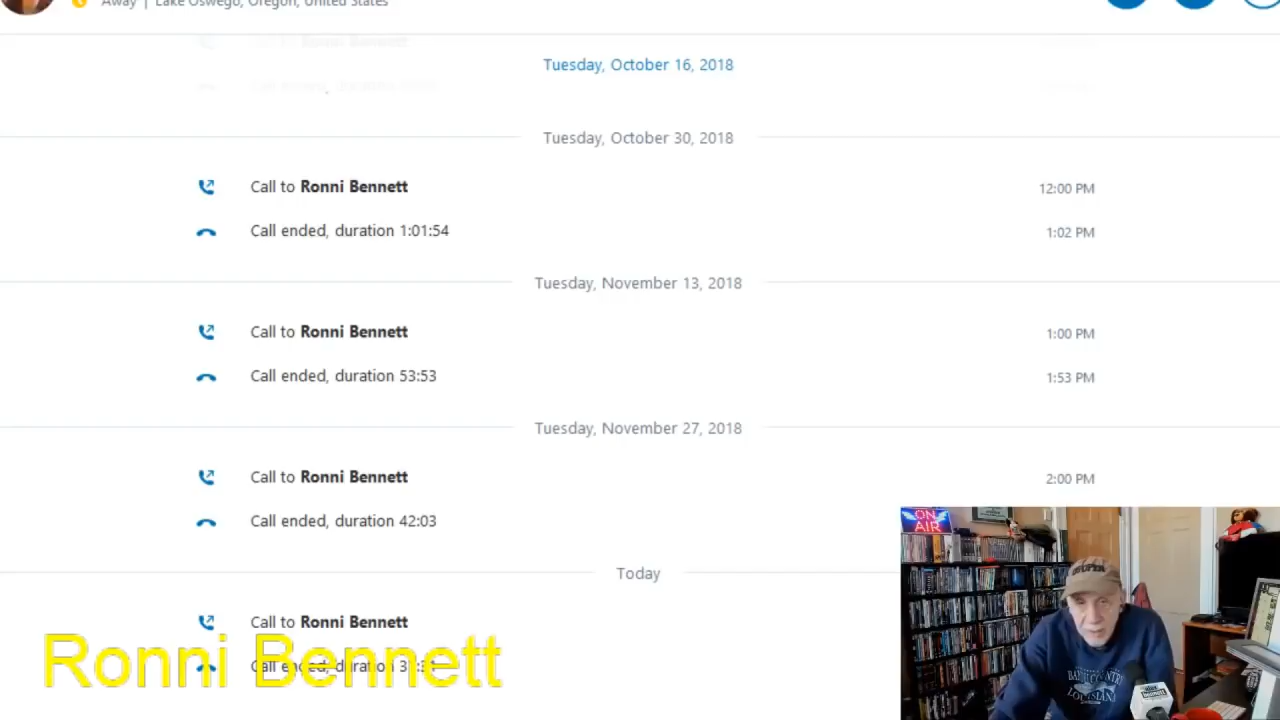 Away | Lake Oswego, Oregon, United States
Tuesday, October 16, 2018
Tuesday, October 30, 2018
Call to Ronni Bennett 12:00 PM
Call ended, duration 1:01:54 1:02 PM
Tuesday, November 13, 2018
Call to Ronni Bennett 1:00 PM
Call ended, duration 53:53 1:53 PM
Tuesday, November 27, 2018
Call to Ronni Bennett 2:00 PM
Call ended, duration 42:03
Today
Call to Ronni Bennett
Call ended, duration
Ronni Bennett
ON AIR